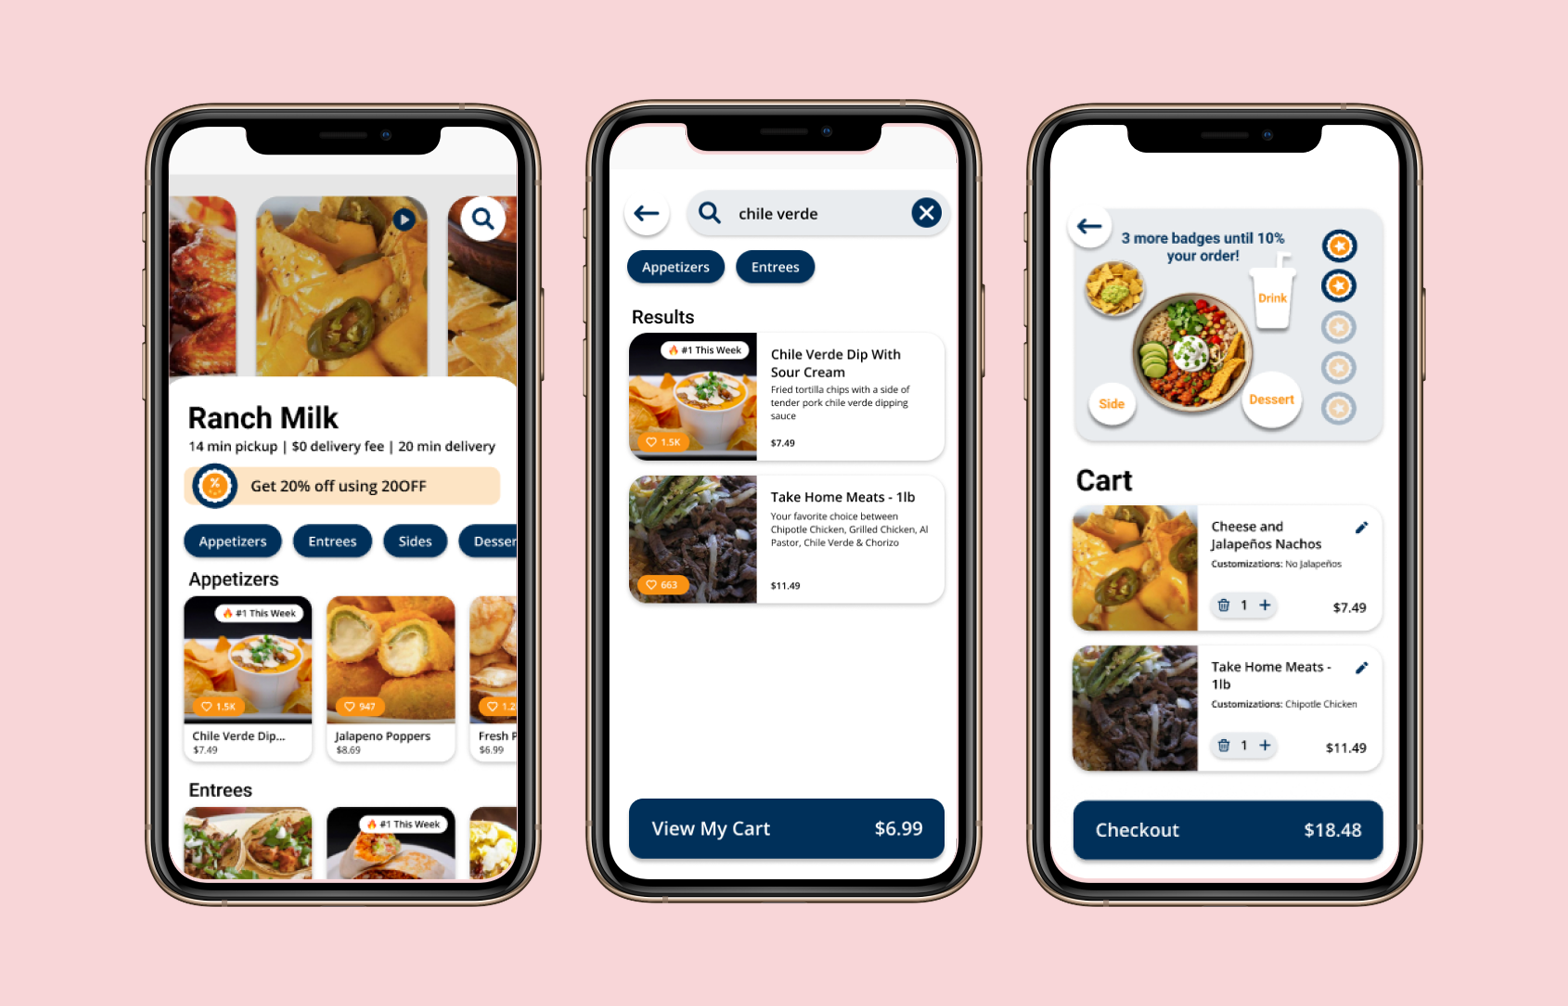 Ranch Milk
14 min pickup | $0 delivery fee | 20 min delivery
%
Get 20% off using 20OFF
Appetizers
Entrees
Sides
Desser
Appetizers
#1 This Week
1.5K
Chile Verde Dip...
$7.49
947
Jalapeno Poppers
$8.69
1.2
Fresh F
$6.99
Entrees
#1 This Week
chile verde
Appetizers
Entrees
Results
#1 This Week
1.5K
Chile Verde Dip With
Sour Cream
Fried tortilla chips with a side of
tender pork chile verde dipping
sauce
$7.49
663
Take Home Meats - 1lb
Your favorite choice between
Chipotle Chicken, Grilled Chicken, Al
Pastor, Chile Verde & Chorizo
$11.49
View My Cart
$6.99
3 more badges until 10%
your order!
Drink
Side
Dessert
Cart
Cheese and
Jalapeños Nachos
Customizations: No Jalapeños
1
$7.49
Take Home Meats -
1lb
Customizations: Chipotle Chicken
1
$11.49
Checkout
$18.48